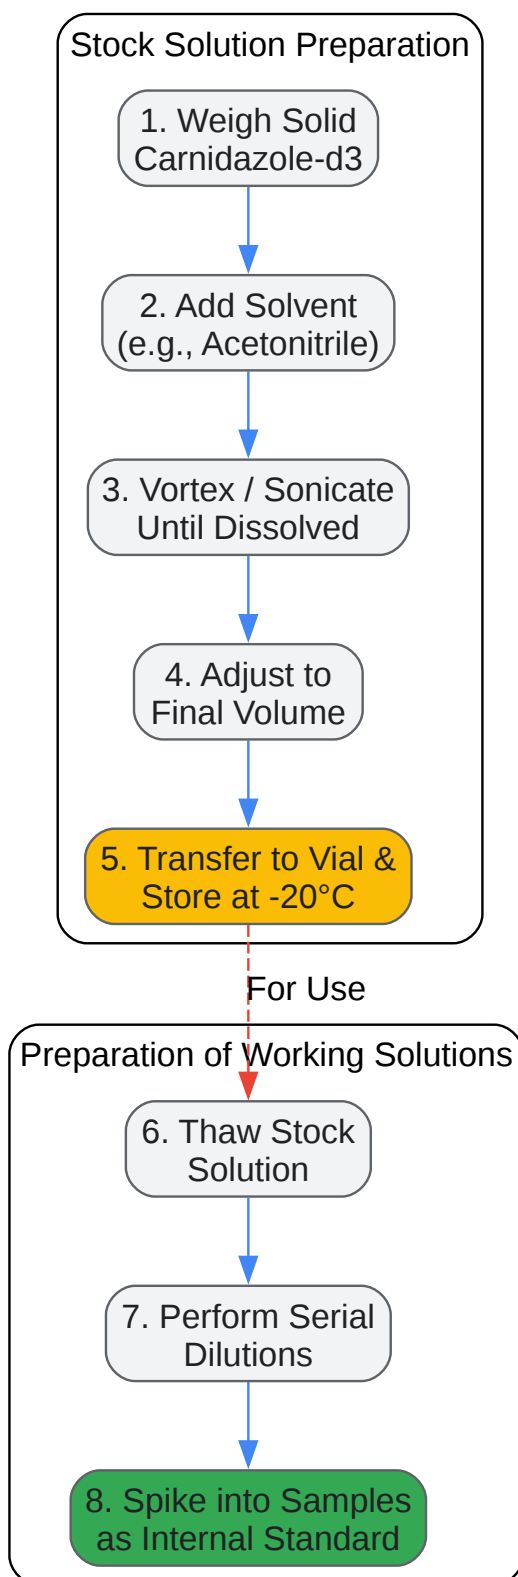 Stock Solution Preparation
1. Weigh Solid
Carnidazole-d3
2. Add Solvent
(e.g., Acetonitrile)
3. Vortex / Sonicate
Until Dissolved
4. Adjust to
Final Volume
5. Transfer to Vial &
Store at -20°C
For Use
Preparation of Working Solutions
6. Thaw Stock
Solution
7. Perform Serial
Dilutions
8. Spike into Samples
as Internal Standard